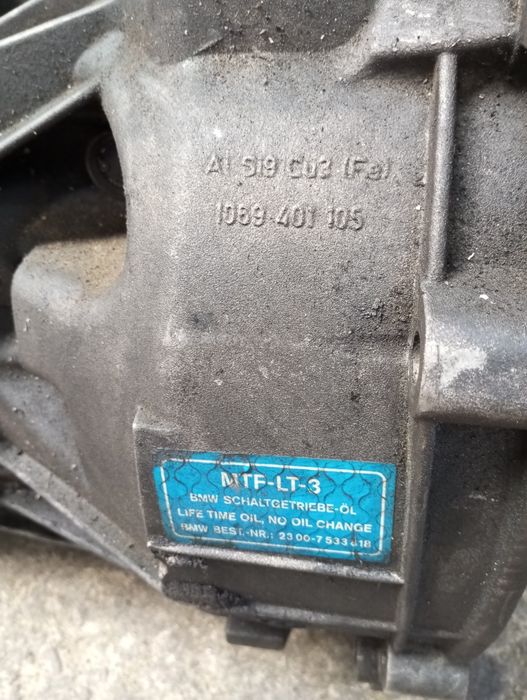 Al Si9 Cu3 (Fe)
1069 401 105
MTF-LT-3
BMW SCHALTGETRIEBE-ÖL
LIFE TIME OIL, NO OIL CHANGE
BMW BEST.-NR.: 23 00-7 533 818